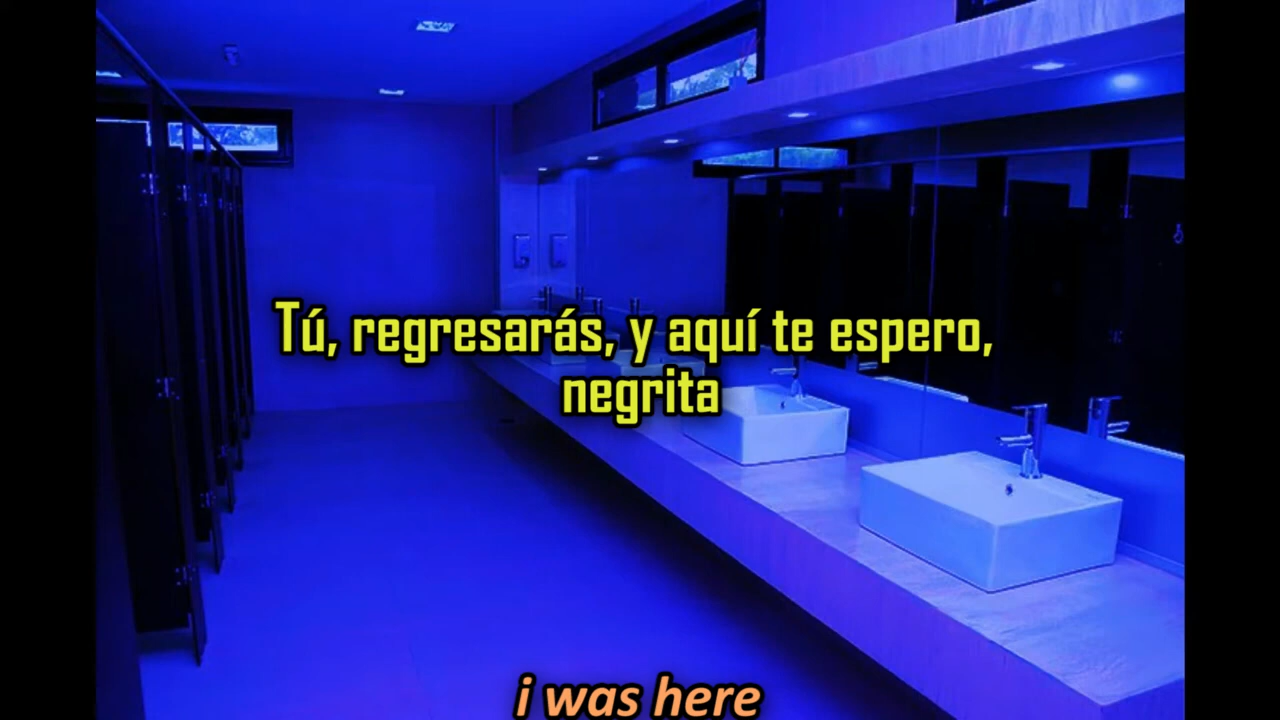 Tú, regresarás, y aquí te espero,
negrita
i was here